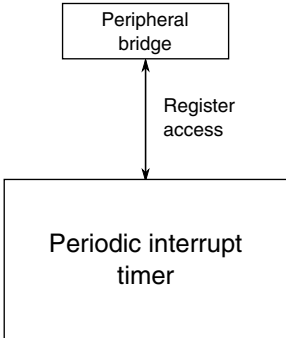 Peripheral
bridge
Register
access
Periodic interrupt
timer